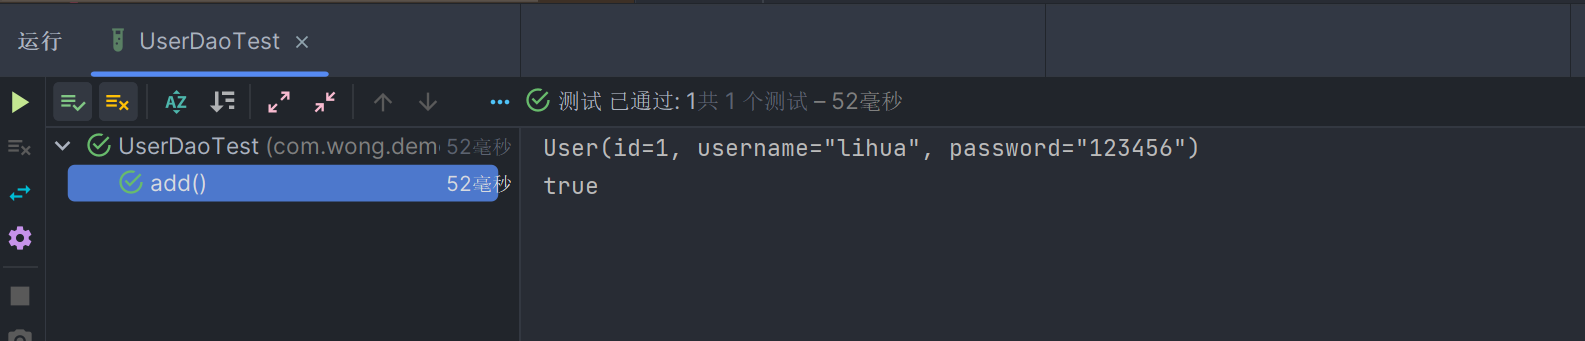 运行 UserDaoTest ×
测试 已通过: 1共 1 个测试 – 52毫秒
UserDaoTest (com.wong.dem 52毫秒
add() 52毫秒
User(id=1, username="lihua", password="123456")
true